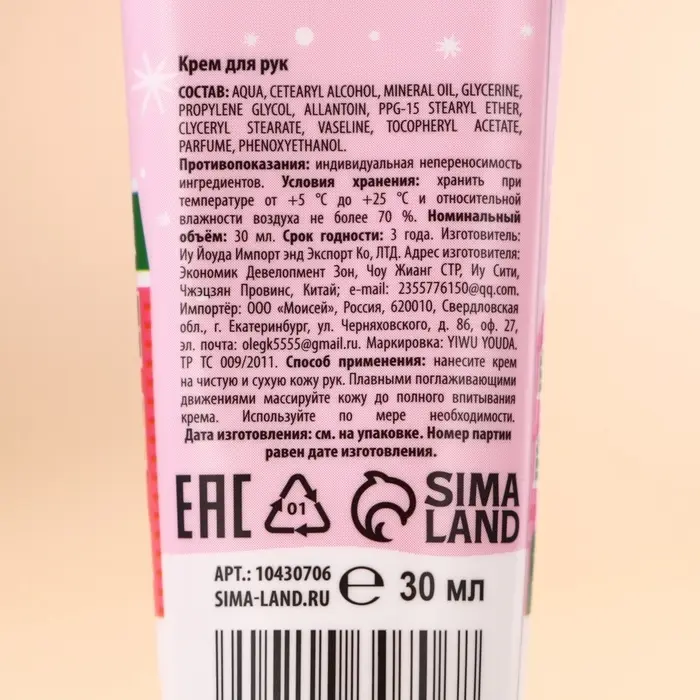 Крем для рук
СОСТАВ: AQUA, CETEARYL ALCOHOL, MINERAL OIL, GLYCERINE,
PROPYLENE GLYCOL, ALLANTOIN, PPG-15 STEARYL ETHER,
CLYCERYL STEARATE, VASELINE, TOCOPHERYL ACETATE,
PARFUME, PHENOXYETHANOL.
Противопоказания: индивидуальная непереносимость
ингредиентов. Условия хранения: хранить при
температуре от +5 °C до +25 °C и относительной
влажности воздуха не более 70 %. Номинальный
объём: 30 мл. Срок годности: 3 года. Изготовитель:
Иу Йоуда Импорт энд Экспорт Ко, ЛТД. Адрес изготовителя:
Экономик Девелопмент Зон, Чоу Жианг СТР, Иу Сити,
Чжэцзян Провинс, Китай; e-mail: 2355776150@qq.com.
Импортёр: ООО «Моисей», Россия, 620010, Свердловская
обл., г. Екатеринбург, ул. Черняховского, д. 86, оф. 27,
эл. почта: olegk5555@gmail.ru. Маркировка: YIWU YOUDA.
ТР ТС 009/2011. Способ применения: нанесите крем
на чистую и сухую кожу рук. Плавными поглаживающими
движениями массируйте кожу до полного впитывания
крема. Используйте по мере необходимости.
Дата изготовления: см. на упаковке. Номер партии
равен дате изготовления.
EAC 01 SIMA LAND
АРТ.: 10430706
SIMA-LAND.RU
℮ 30 мл